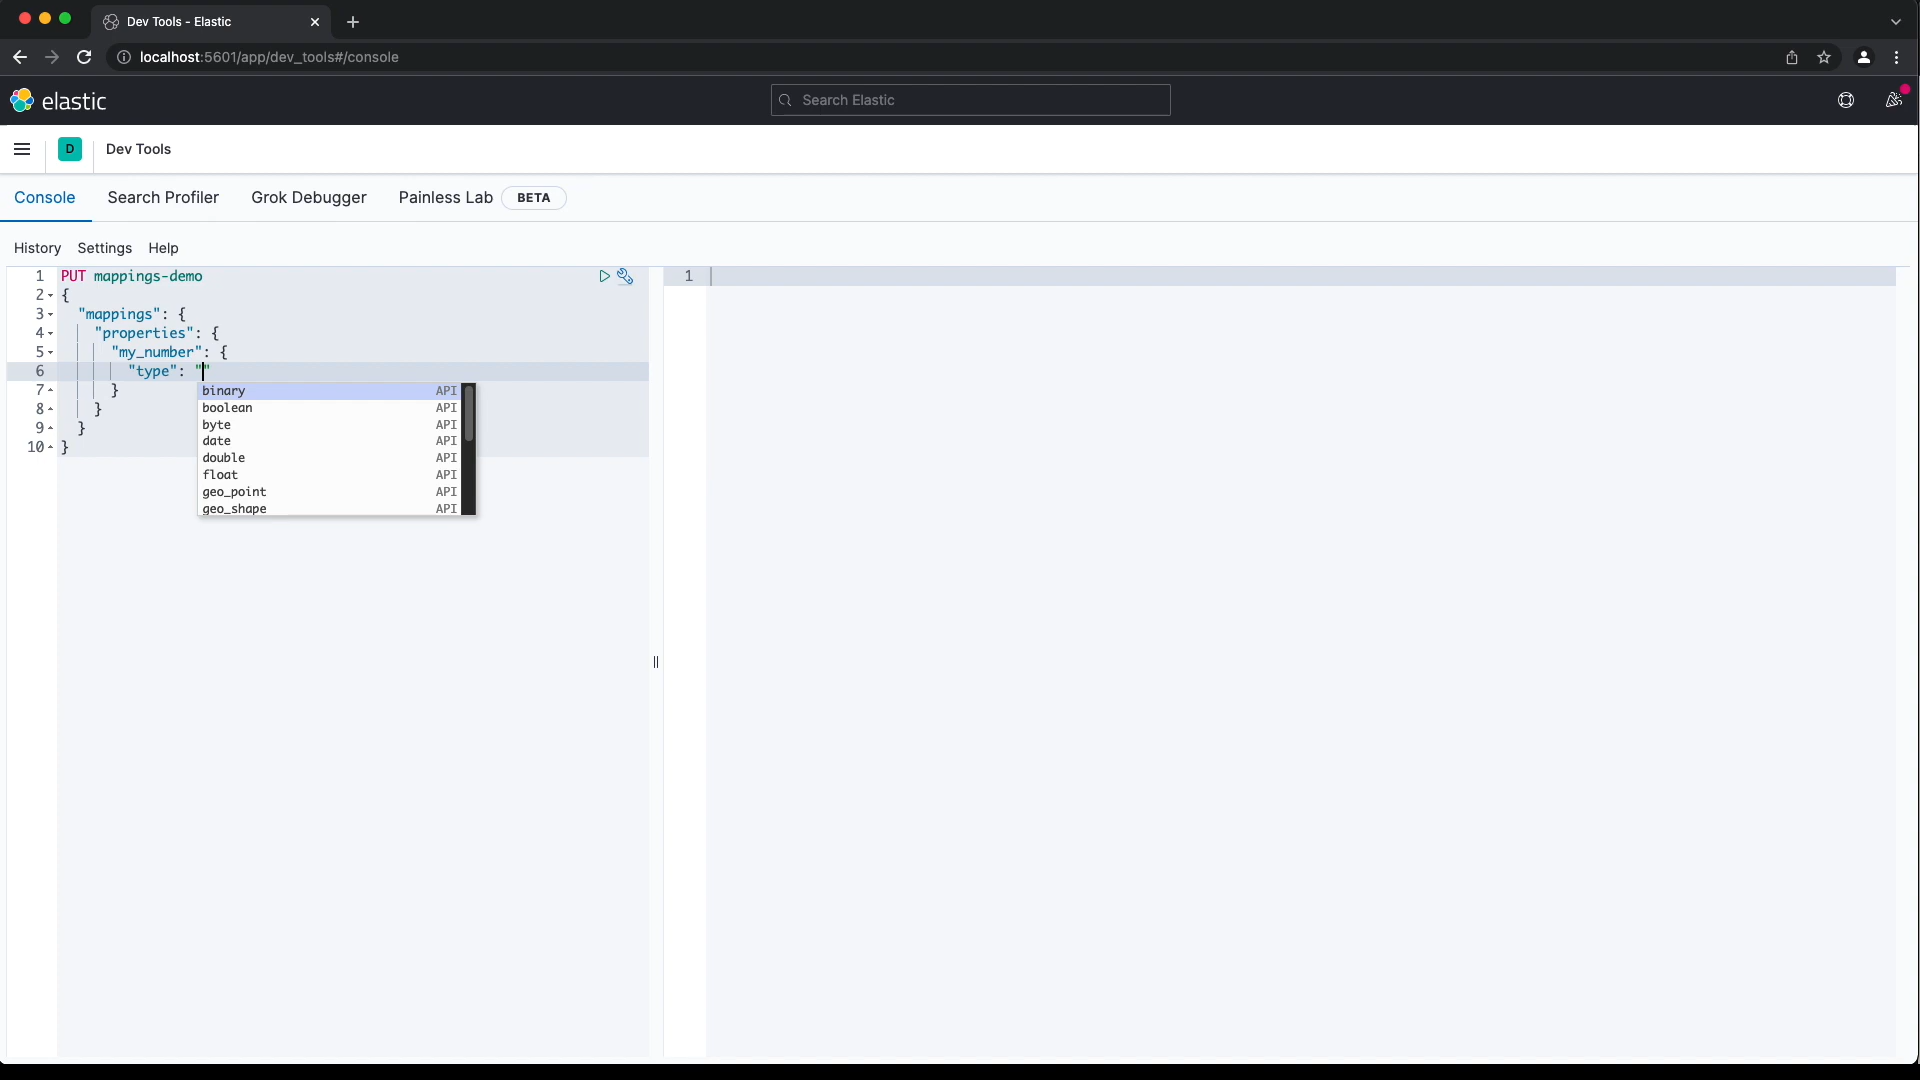 Dev Tools - Elastic
localhost:5601/app/dev_tools#/console
elastic
Search Elastic
D
Dev Tools
Console
Search Profiler
Grok Debugger
Painless Lab
BETA
History
Settings
Help
1 PUT mappings-demo
2 {
3 "mappings": {
4 "properties": {
5 "my_number": {
6 "type": ""
7 }
8 }
9 }
10 }
binary API
boolean API
byte API
date API
double API
float API
geo_point API
geo_shape API
1